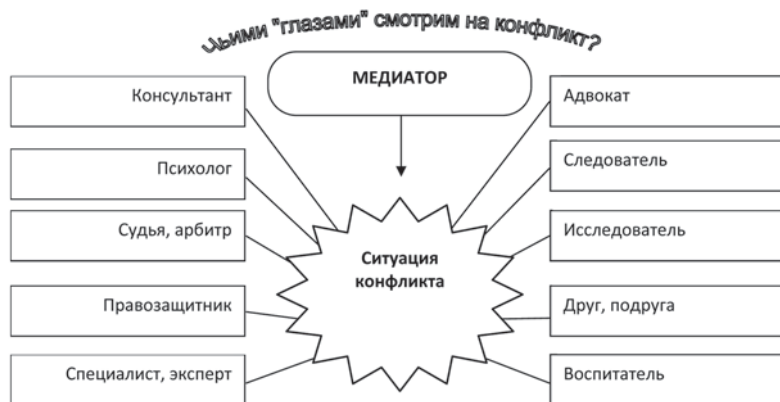 Чьими "глазами" смотрим на конфликт?
МЕДИАТОР
Консультант
Психолог
Судья, арбитр
Правозащитник
Специалист, эксперт
Адвокат
Следователь
Исследователь
Друг, подруга
Воспитатель
Ситуация
конфликта